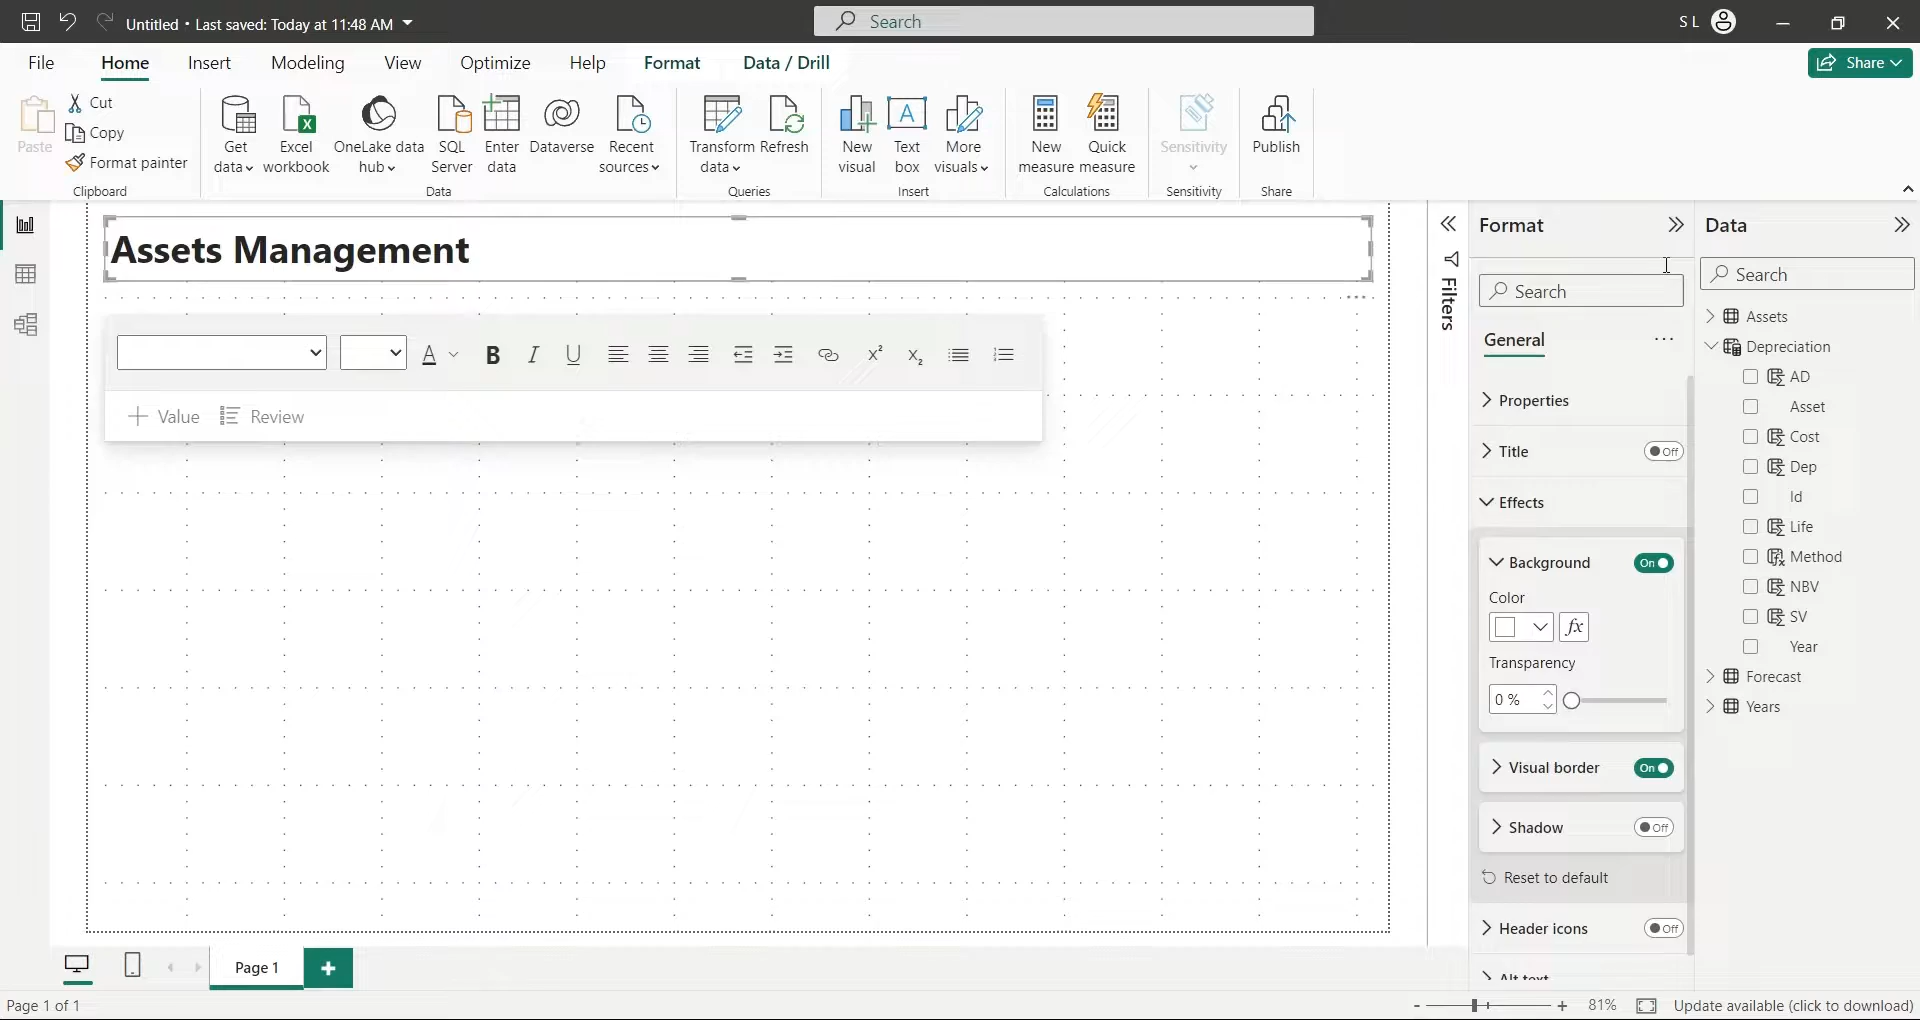 Untitled • Last saved: Today at 11:48 AM
Search
S L
File
Home
Insert
Modeling
View
Optimize
Help
Format
Data / Drill
Share
Paste
Cut
Copy
Format painter
Clipboard
Get data
Excel workbook
OneLake data hub
SQL Server
Enter data
Dataverse
Recent sources
Data
Transform data
Refresh
Queries
New visual
Text box
More visuals
Insert
New measure
Quick measure
Calculations
Sensitivity
Sensitivity
Publish
Share
Assets Management
Value
Review
Filters
Format
Search
General
Properties
Title
Off
Effects
Background
On
Color
fx
Transparency
0 %
Visual border
On
Shadow
Off
Reset to default
Header icons
Off
Alt text
Data
Search
Assets
Depreciation
AD
Asset
Cost
Dep
Id
Life
Method
NBV
SV
Year
Forecast
Years
Page 1
Page 1 of 1
81%
Update available (click to download)